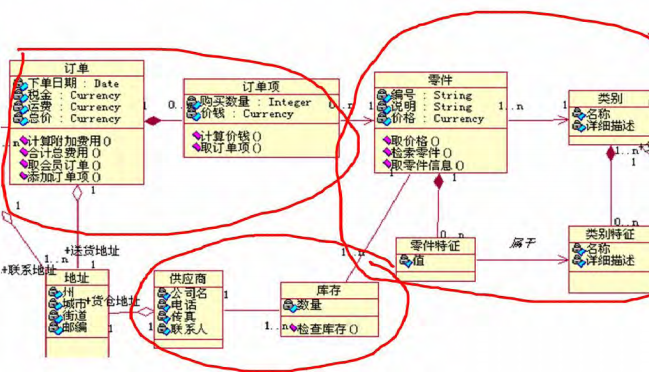 订单
下单日期 : Date
税金 : Currency
运费 : Currency
总价 : Currency
计算附加费用()
合计总费用()
取会员订单()
添加订单项()
1
0..n
订单项
购买数量 : Integer
价钱 : Currency
计算价钱()
取订单项()
0..n
1
零件
编号 : String
说明 : String
价格 : Currency
取价格()
检索零件()
取零件信息()
1..n
1
类别
名称
详细描述
1..n
1
0..n
类别特征
名称
详细描述
1
0..n
零件特征
值
属于
1
1..n
库存
数量
检查库存()
1
1..n
供应商
公司名
电话
传真
联系人
1
1
+货仓地址
地址
州
城市
街道
邮编
1
1..n
+送货地址
1
+联系地址
1
1..n
..n